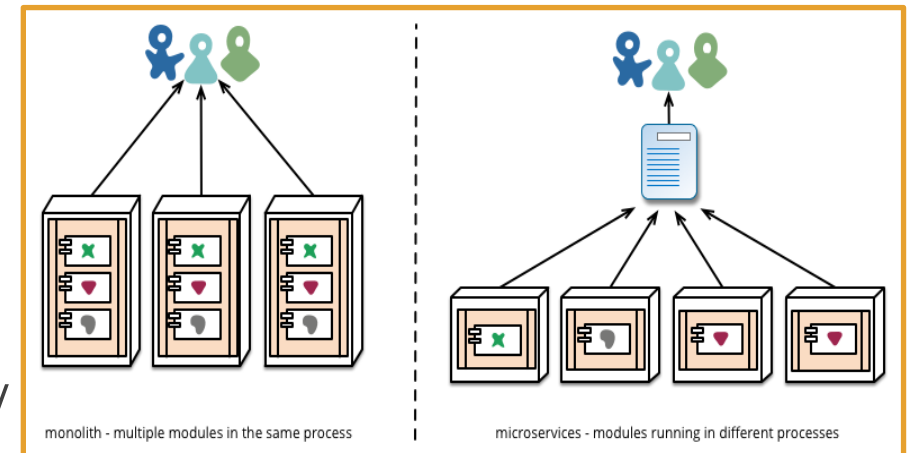 y
monolith - multiple modules in the same process
microservices - modules running in different processes